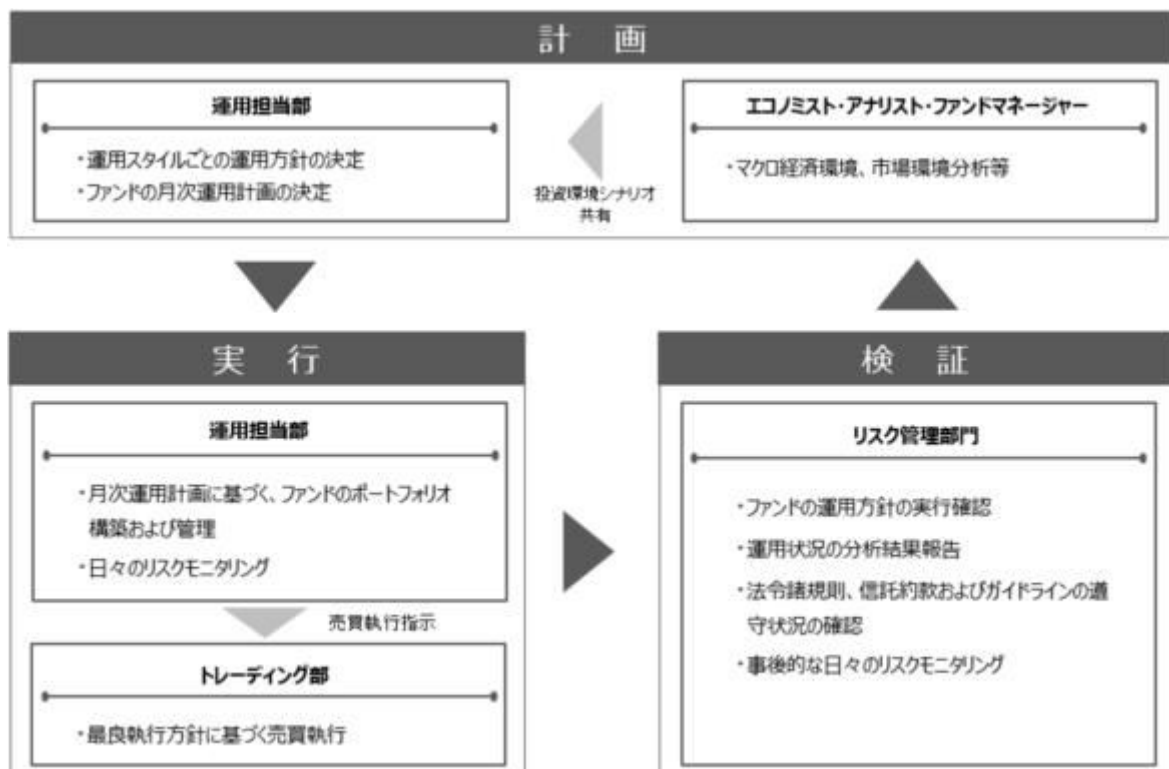 計 画
運用担当部
・運用スタイルごとの運用方針の決定
・ファンドの月次運用計画の決定
投資環境シナリオ
共有
エコノミスト・アナリスト・ファンドマネージャー
・マクロ経済環境、市場環境分析等
実 行
運用担当部
・月次運用計画に基づく、ファンドのポートフォリオ
構築および管理
・日々のリスクモニタリング
売買執行指示
トレーディング部
・最良執行方針に基づく売買執行
検 証
リスク管理部門
・ファンドの運用方針の実行確認
・運用状況の分析結果報告
・法令諸規則、信託約款およびガイドラインの遵
守状況の確認
・事後的な日々のリスクモニタリング